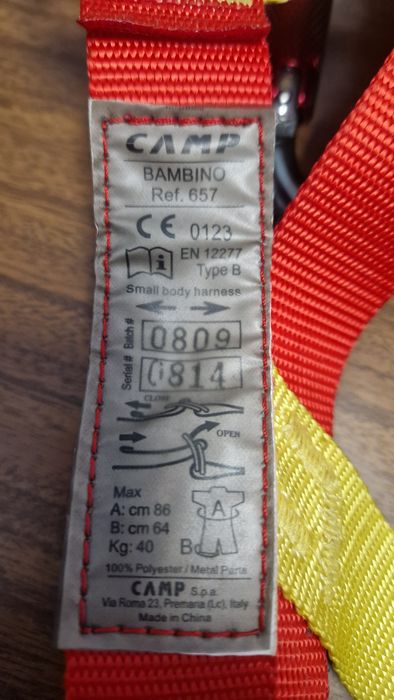 CAMP
BAMBINO
Ref. 657
CE 0123
EN 12277
Type B
Small body harness
Batch # 0809
Serial # 0814
CLOSE
OPEN
Max
A: cm 86
B: cm 64
Kg: 40
A
B
100% Polyester / Metal Parts
CAMP S.p.a.
Via Roma 23, Premana (Lc), Italy
Made in China